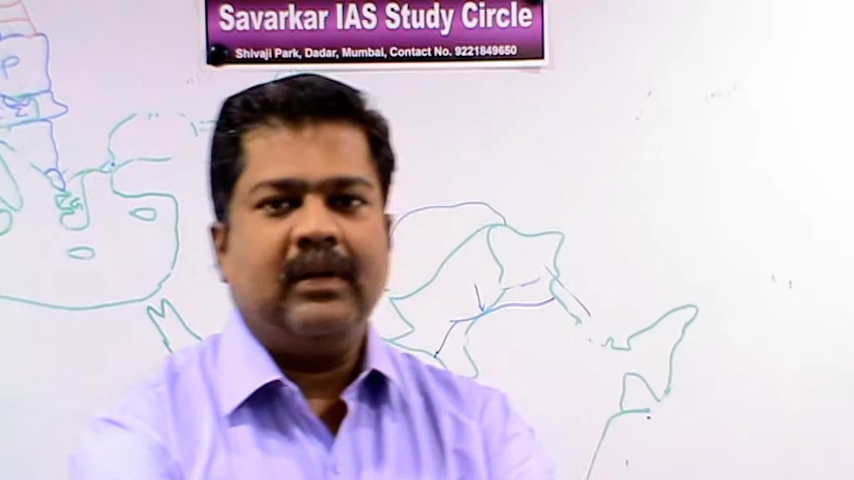 Savarkar IAS Study Circle
Shivaji Park, Dadar, Mumbai, Contact No. 9221849650
P